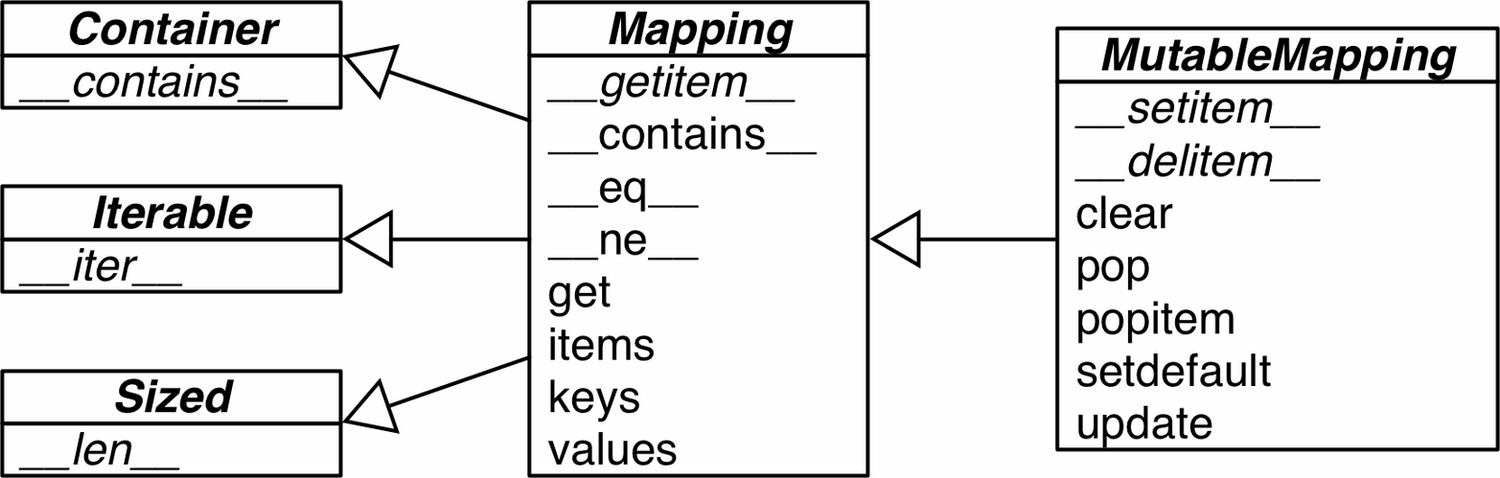 Container
__contains__
Iterable
__iter__
Sized
__len__
Mapping
__getitem__
__contains__
__eq__
__ne__
get
items
keys
values
MutableMapping
__setitem__
__delitem__
clear
pop
popitem
setdefault
update